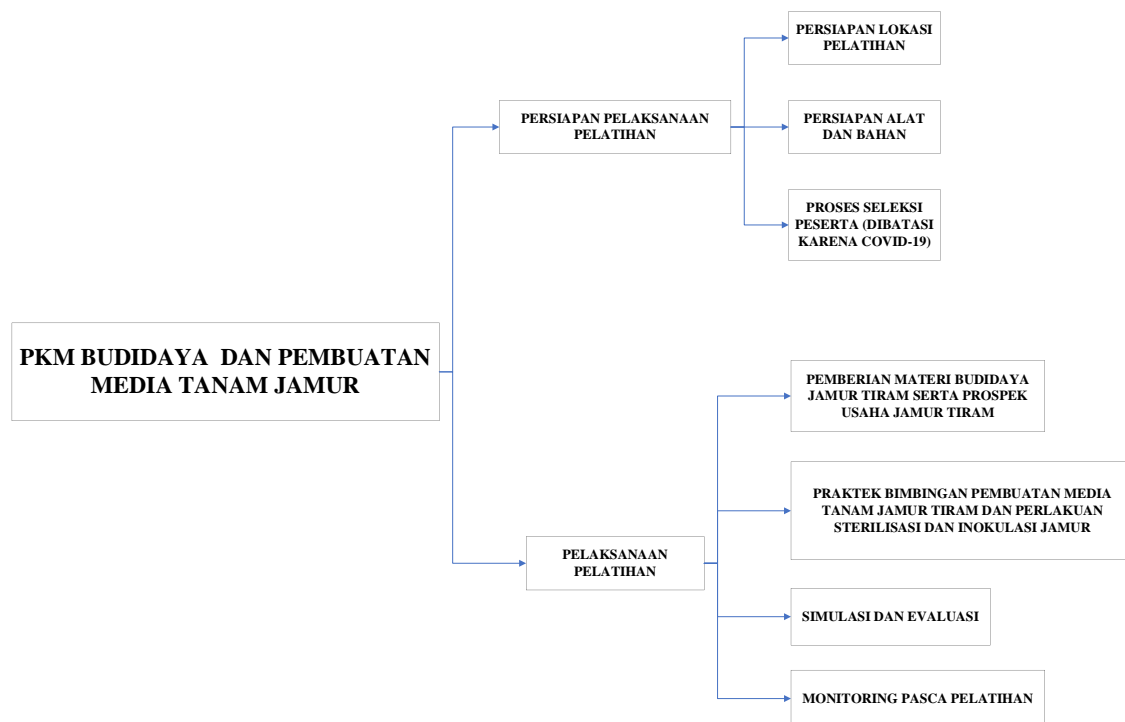 PERSIAPAN LOKASI
PELATIHAN
PERSIAPAN PELAKSANAAN
PELATIHAN
PERSIAPAN ALAT
DAN BAHAN
PROSES SELEKSI
PESERTA (DIBATASI
KARENA COVID-19)
PKM BUDIDAYA DAN PEMBUATAN
MEDIA TANAM JAMUR
PEMBERIAN MATERI BUDIDAYA
JAMUR TIRAM SERTA PROSPEK
USAHA JAMUR TIRAM
PRAKTEK BIMBINGAN PEMBUATAN MEDIA
TANAM JAMUR TIRAM DAN PERLAKUAN
STERILISASI DAN INOKULASI JAMUR
PELAKSANAAN
PELATIHAN
SIMULASI DAN EVALUASI
MONITORING PASCA PELATIHAN